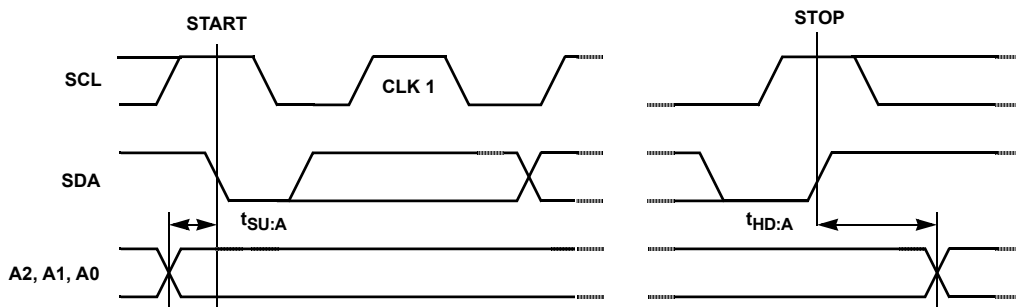 START
STOP
SCL
CLK 1
SDA
tSU:A
tHD:A
A2, A1, A0